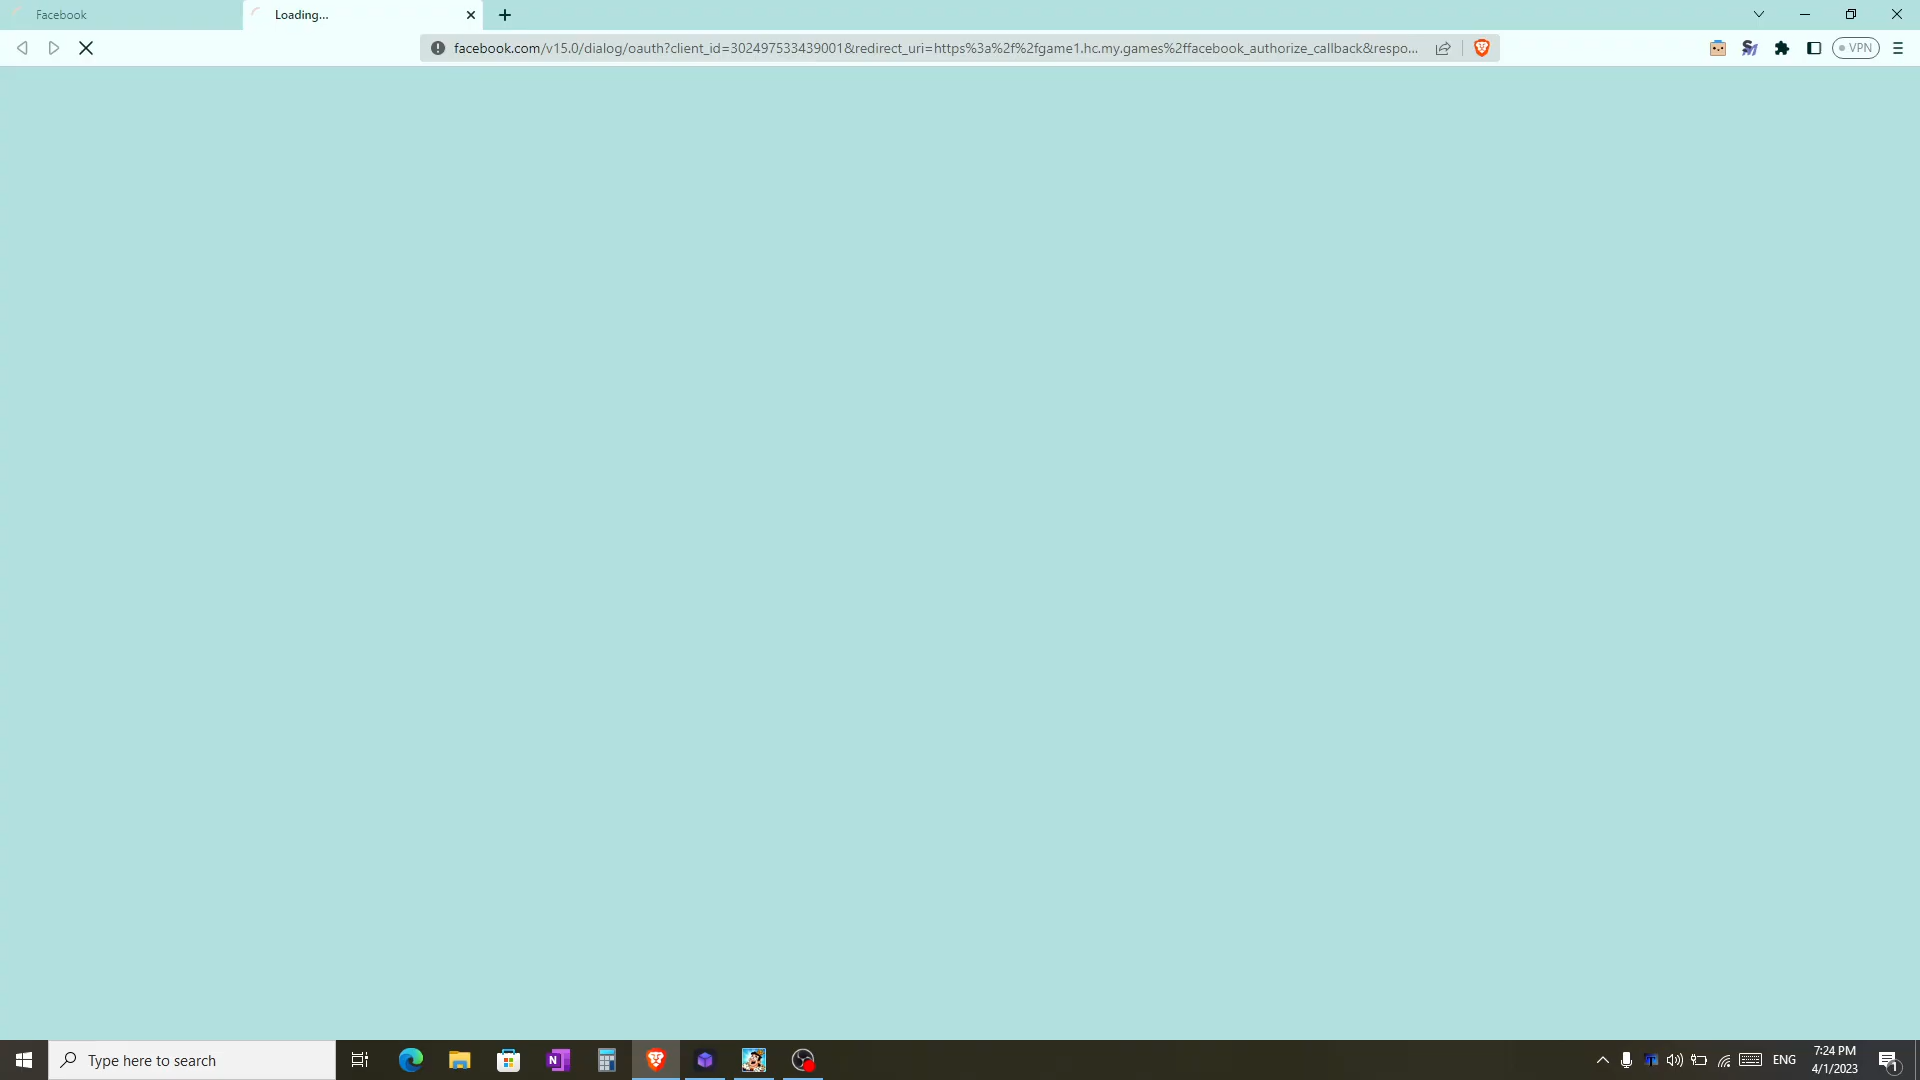 Facebook
Loading...
facebook.com/v15.0/dialog/oauth?client_id=302497533439001&redirect_uri=https%3a%2f%2fgame1.hc.my.games%2ffacebook_authorize_callback&respo...
VPN
Type here to search
ENG
7:24 PM
4/1/2023
1